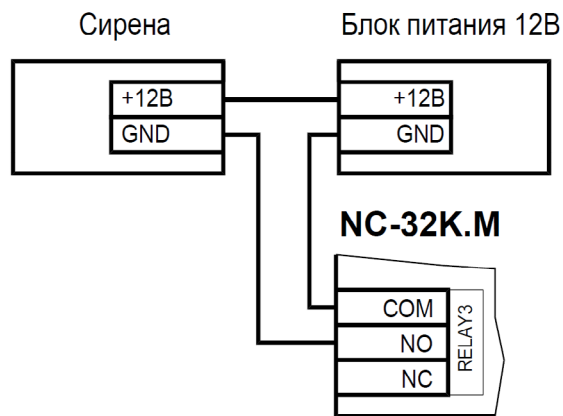 Сирена
Блок питания 12В
+12В
+12В
GND
GND
NC-32K.M
COM
NO
NC
RELAY3